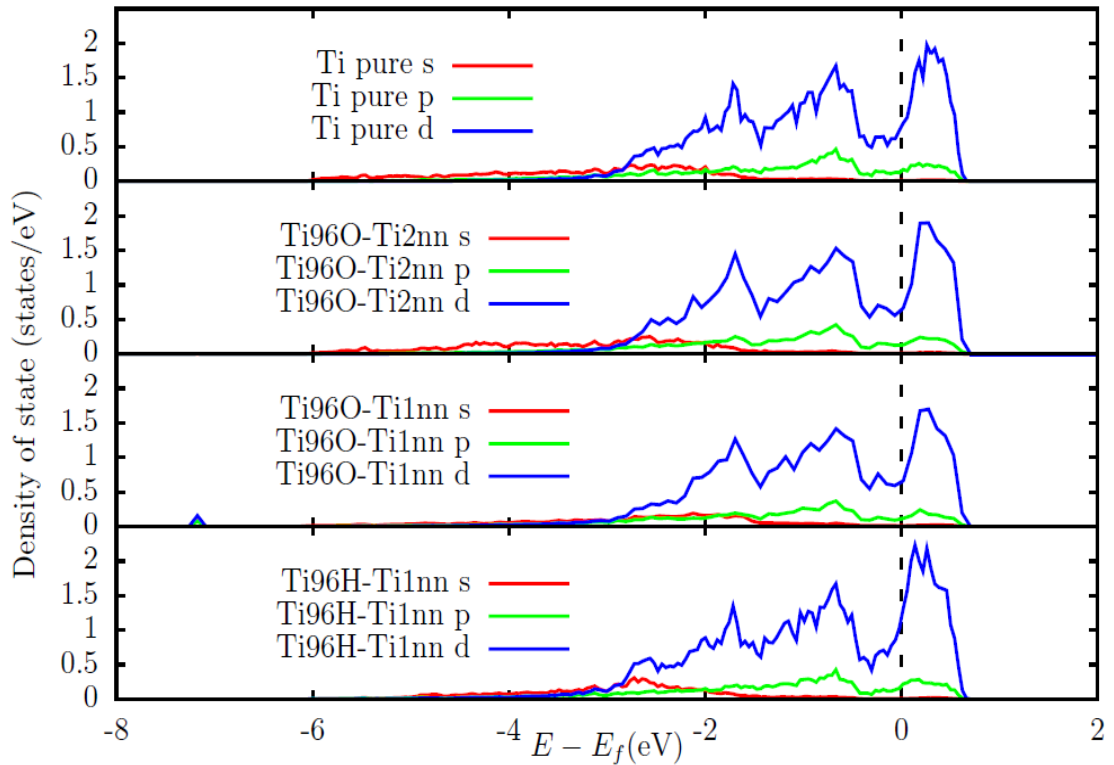 Density of state (states/eV)
2
1.5
1
0.5
0
Ti pure s
Ti pure p
Ti pure d
2
1.5
1
0.5
0
Ti96O-Ti2nn s
Ti96O-Ti2nn p
Ti96O-Ti2nn d
2
1.5
1
0.5
0
Ti96O-Ti1nn s
Ti96O-Ti1nn p
Ti96O-Ti1nn d
2
1.5
1
0.5
0
Ti96H-Ti1nn s
Ti96H-Ti1nn p
Ti96H-Ti1nn d
-8 -6 -4 -2 0 2
E − E_f(eV)